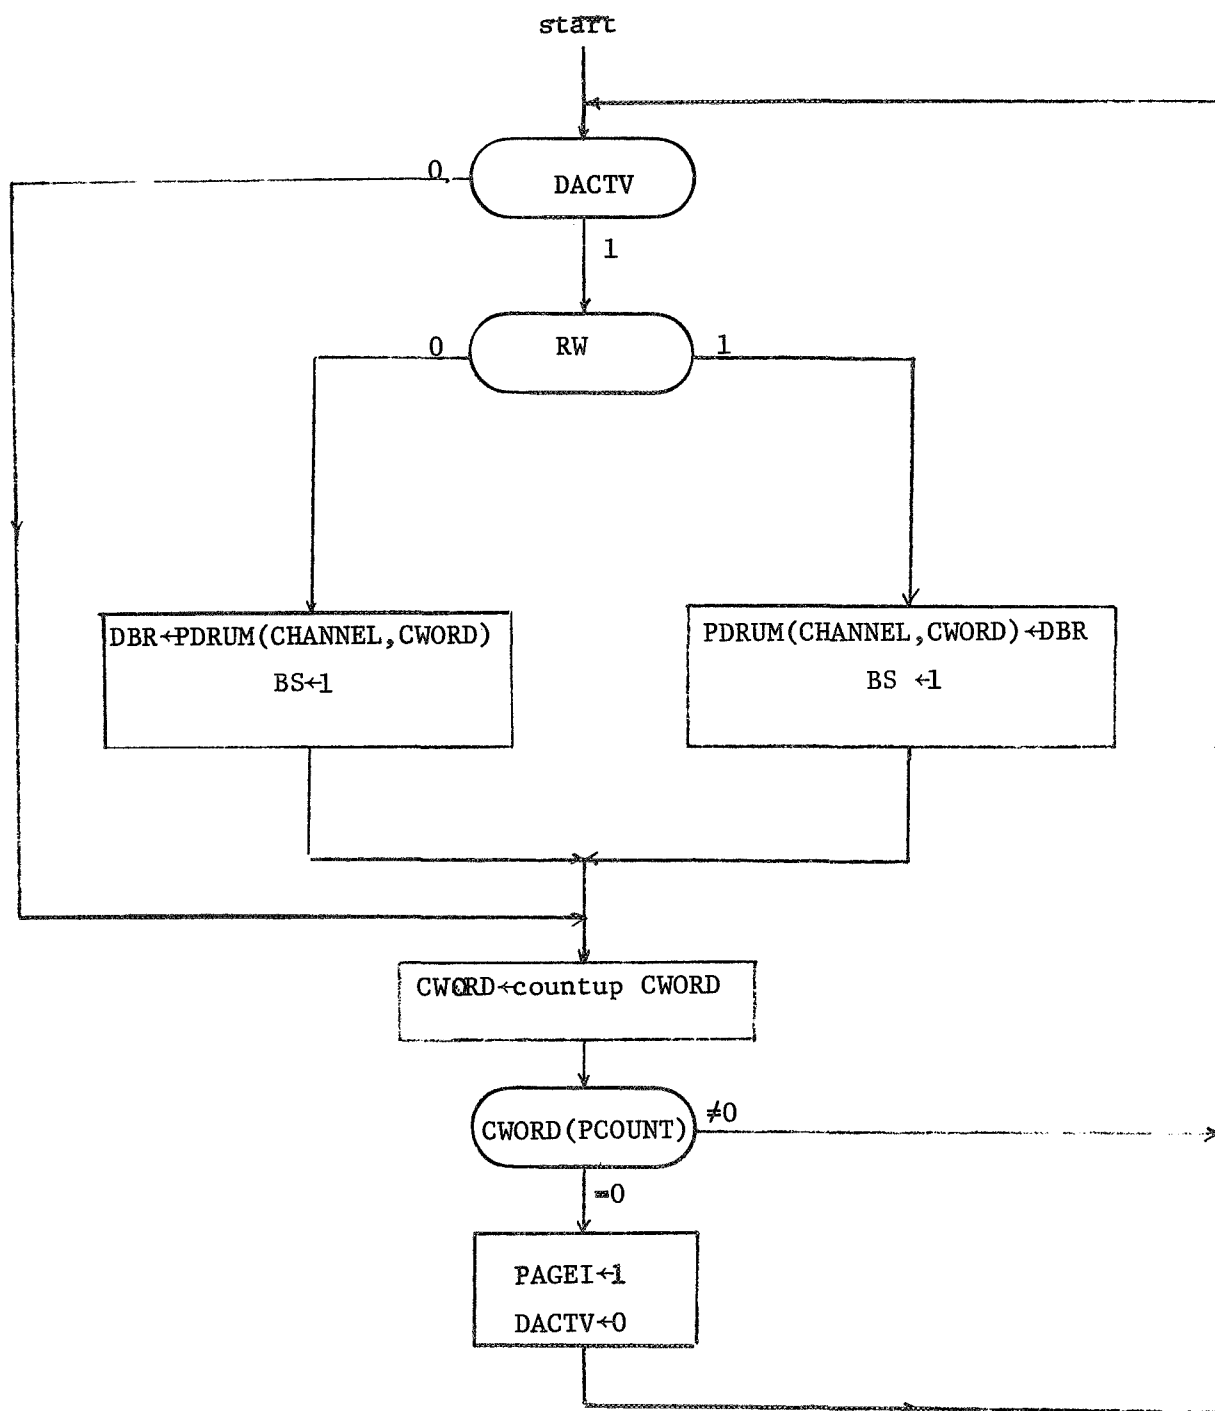 start
0
DACTV
1
0
RW
1
DBR←PDRUM(CHANNEL,CWORD)
BS←1
PDRUM(CHANNEL,CWORD)←DBR
BS ←1
CWORD←countup CWORD
CWORD(PCOUNT)
≠0
=0
PAGEI←1
DACTV←0